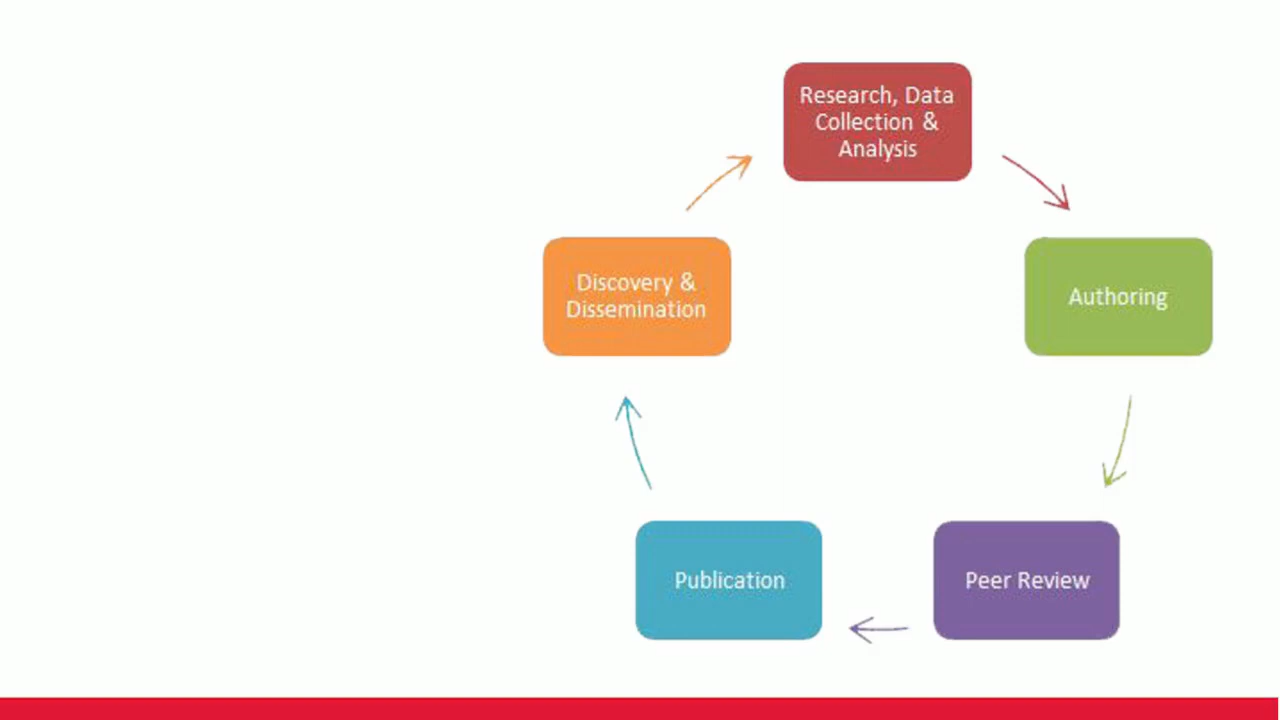 Research, Data
Collection &
Analysis
Discovery &
Dissemination
Authoring
Publication
Peer Review